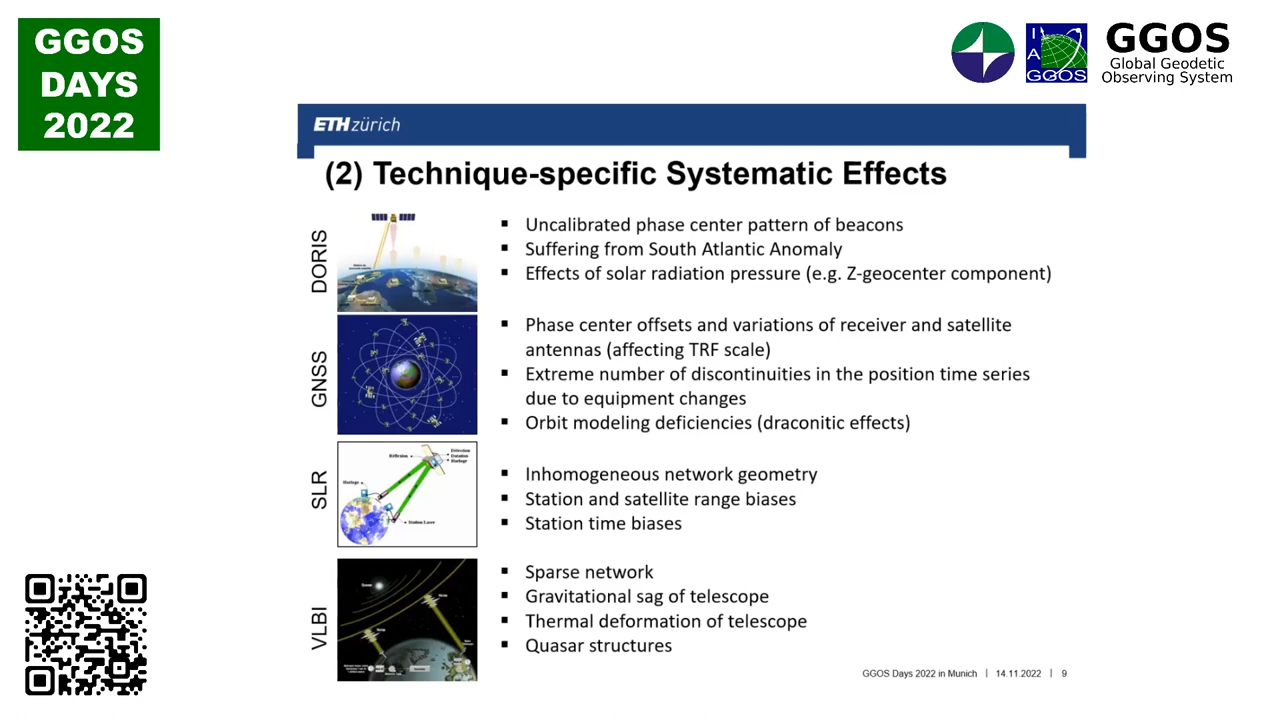 GGOS
DAYS
2022
I
A
G
GGOS
GGOS
Global Geodetic
Observing System
ETH zürich
(2) Technique-specific Systematic Effects
DORIS
▪ Uncalibrated phase center pattern of beacons
▪ Suffering from South Atlantic Anomaly
▪ Effects of solar radiation pressure (e.g. Z-geocenter component)
GNSS
▪ Phase center offsets and variations of receiver and satellite
antennas (affecting TRF scale)
▪ Extreme number of discontinuities in the position time series
due to equipment changes
▪ Orbit modeling deficiencies (draconitic effects)
SLR
Horloge
Station Laser
▪ Inhomogeneous network geometry
▪ Station and satellite range biases
▪ Station time biases
VLBI
▪ Sparse network
▪ Gravitational sag of telescope
▪ Thermal deformation of telescope
▪ Quasar structures
GGOS Days 2022 in Munich | 14.11.2022 | 9